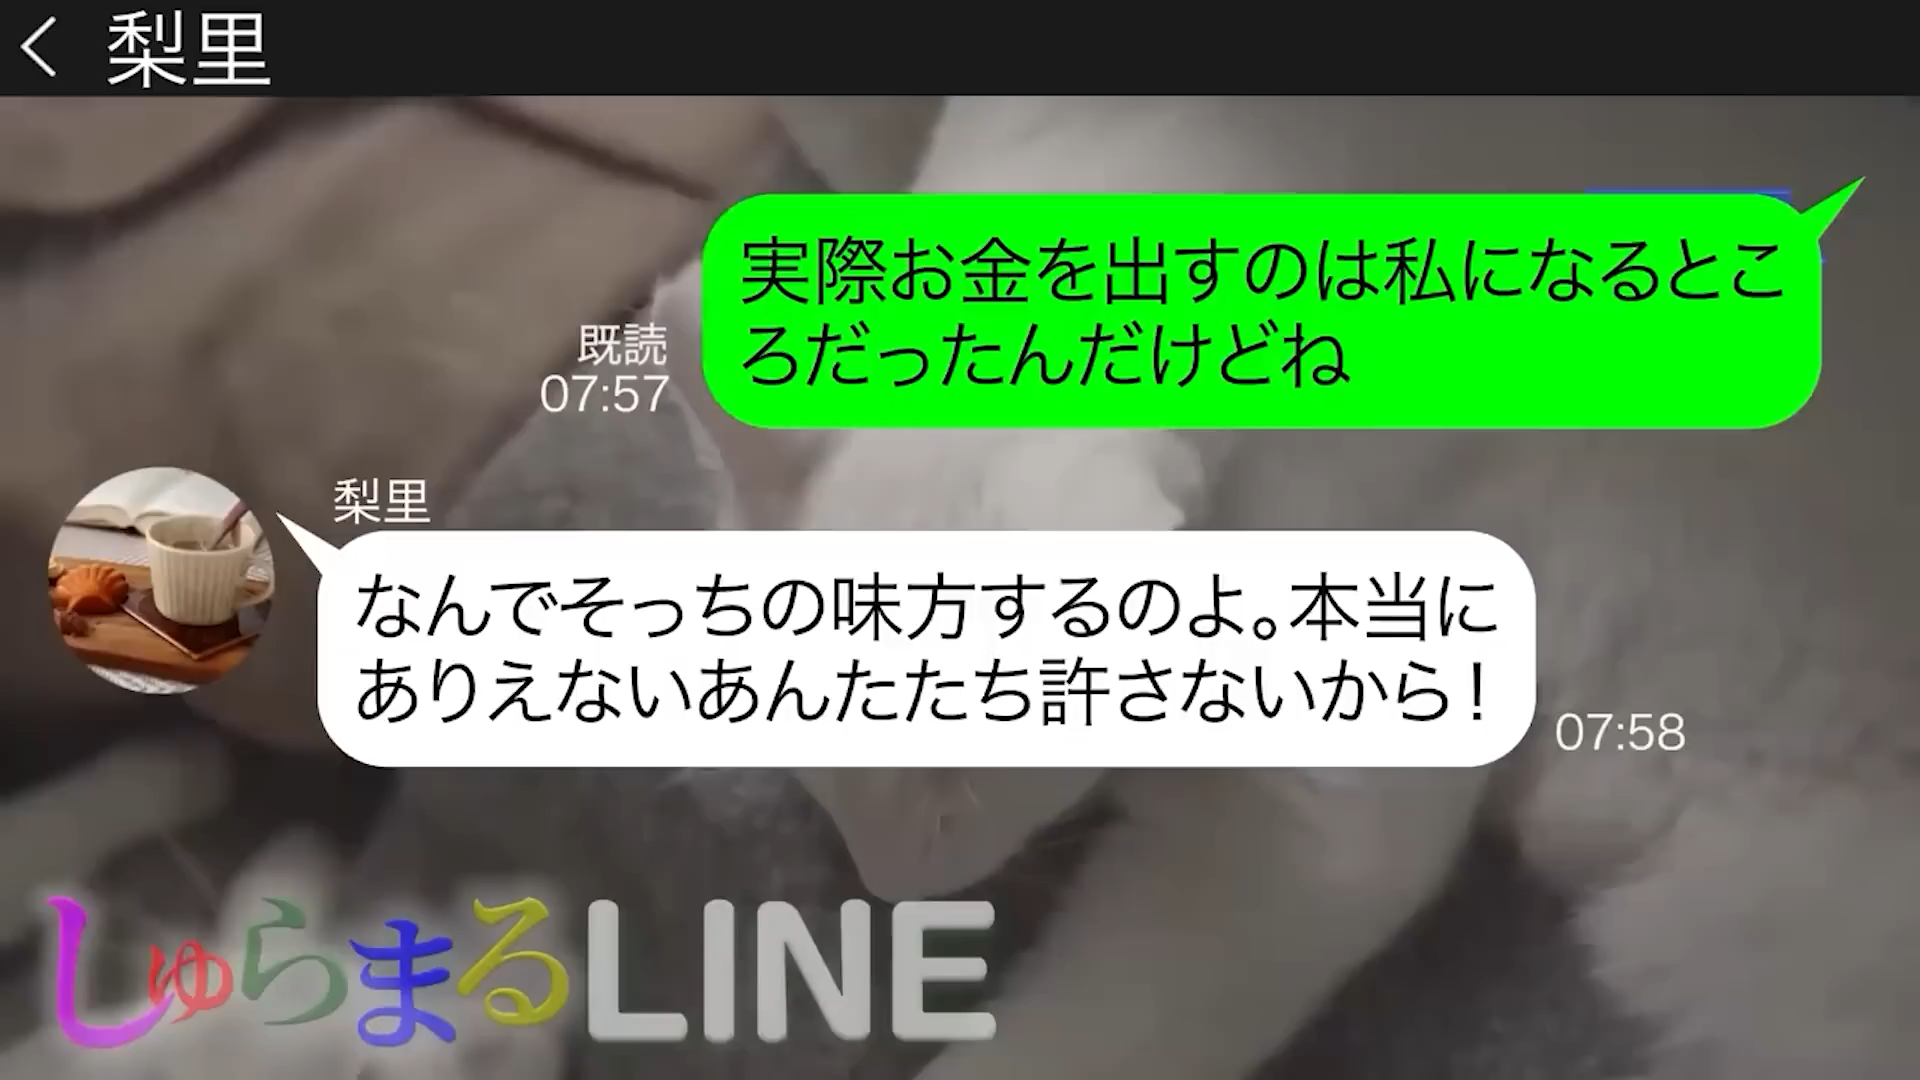 梨里
実際お金を出すのは私になるとこ
ろだったんだけどね
既読
07:57
梨里
なんでそっちの味方するのよ。本当に
ありえないあんたたち許さないから!
07:58
しゅらまるLINE